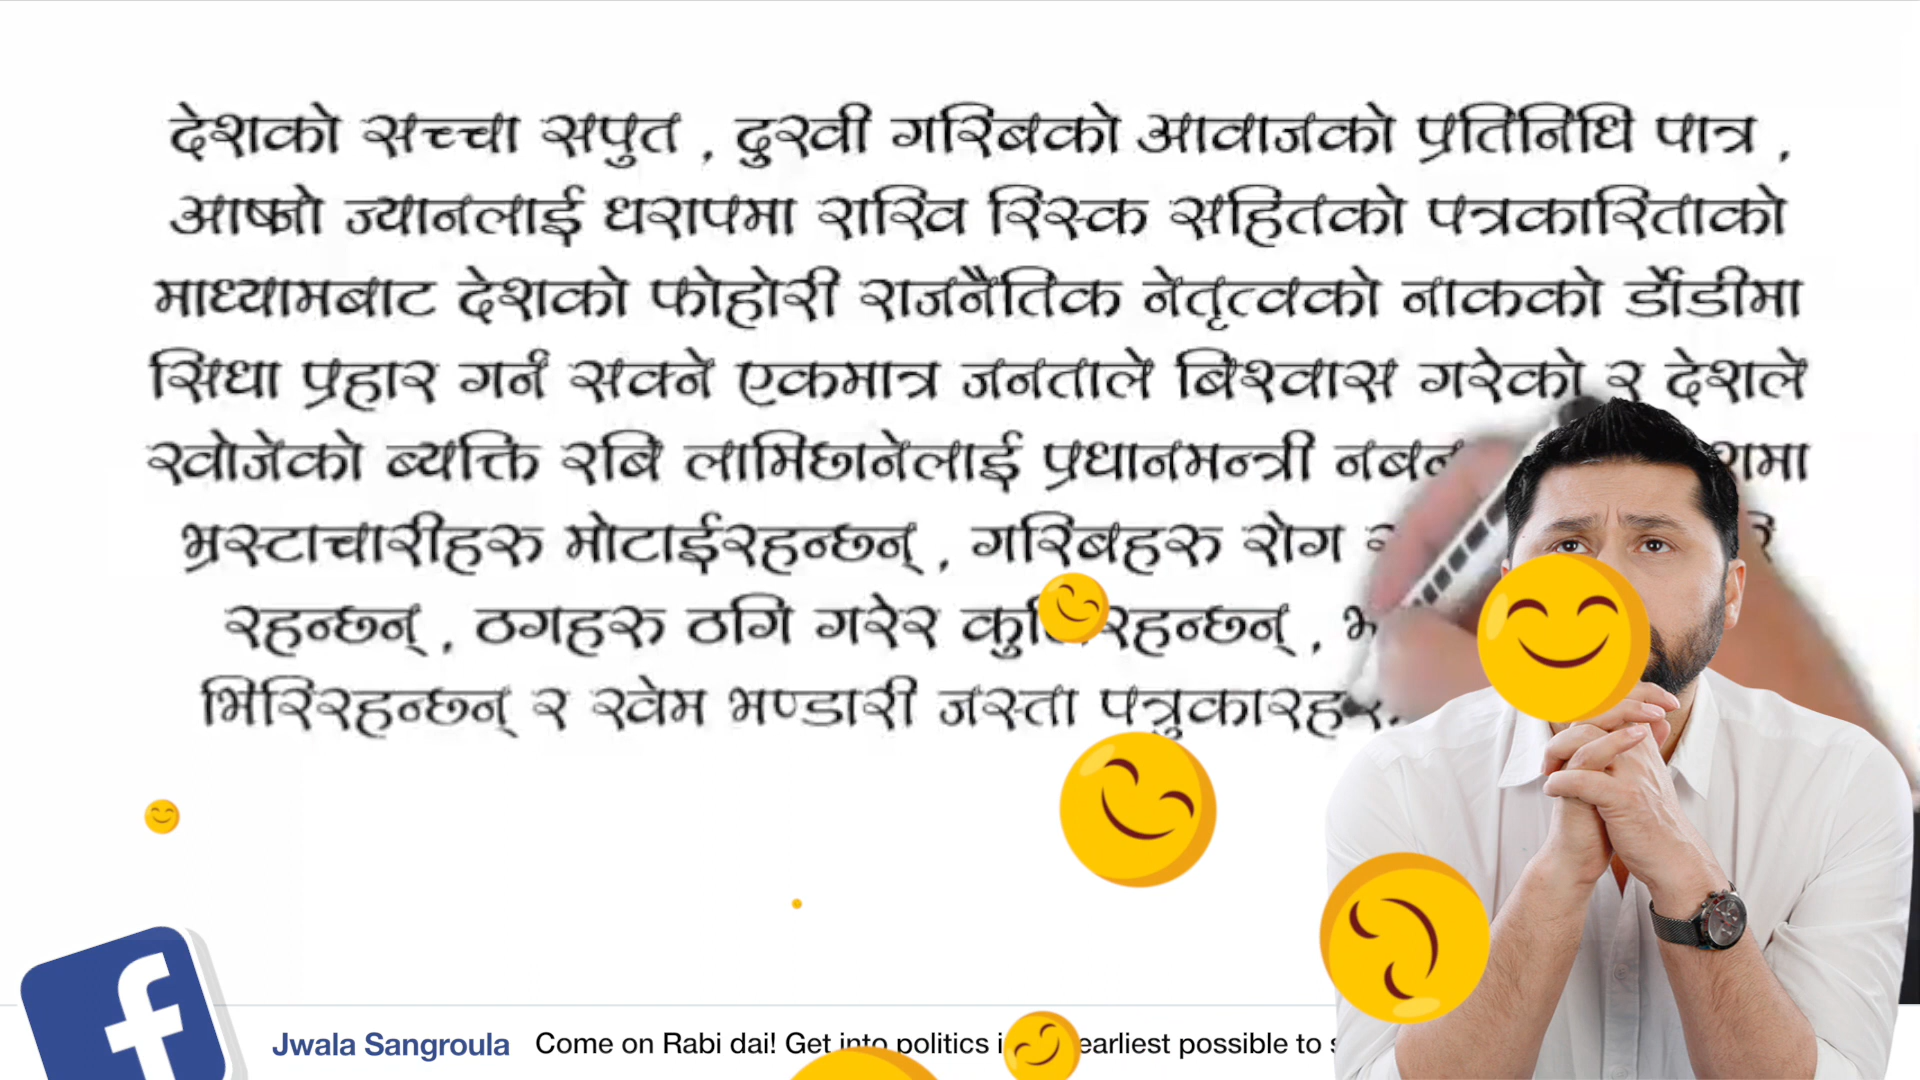 देशको सच्चा सपुत , दुखी गरिबको आवाजको प्रतिनिधि पात्र ,
आफ्नो ज्यानलाई धरापमा राखि रिस्क सहितको पत्रकारिताको
माध्यामबाट देशको फोहोरी राजनैतिक नेतृत्वको नाकको डाँडीमा
सिधा प्रहार गर्न सक्ने एकमात्र जनताले बिश्वास गरेको र देशले
खोजेको ब्यक्ति रबि लामिछानेलाई प्रधानमन्त्री
भ्रस्टाचारीहरु मोटाईरहन्छन् , गरिबहरु रोग
रहन्छन् , ठगहरु ठगि गरेर
भिरिरहन्छन् र खेम भण्डारी जस्ता
Jwala Sangroula Come on Rabi dai! Get into politics earliest possible to